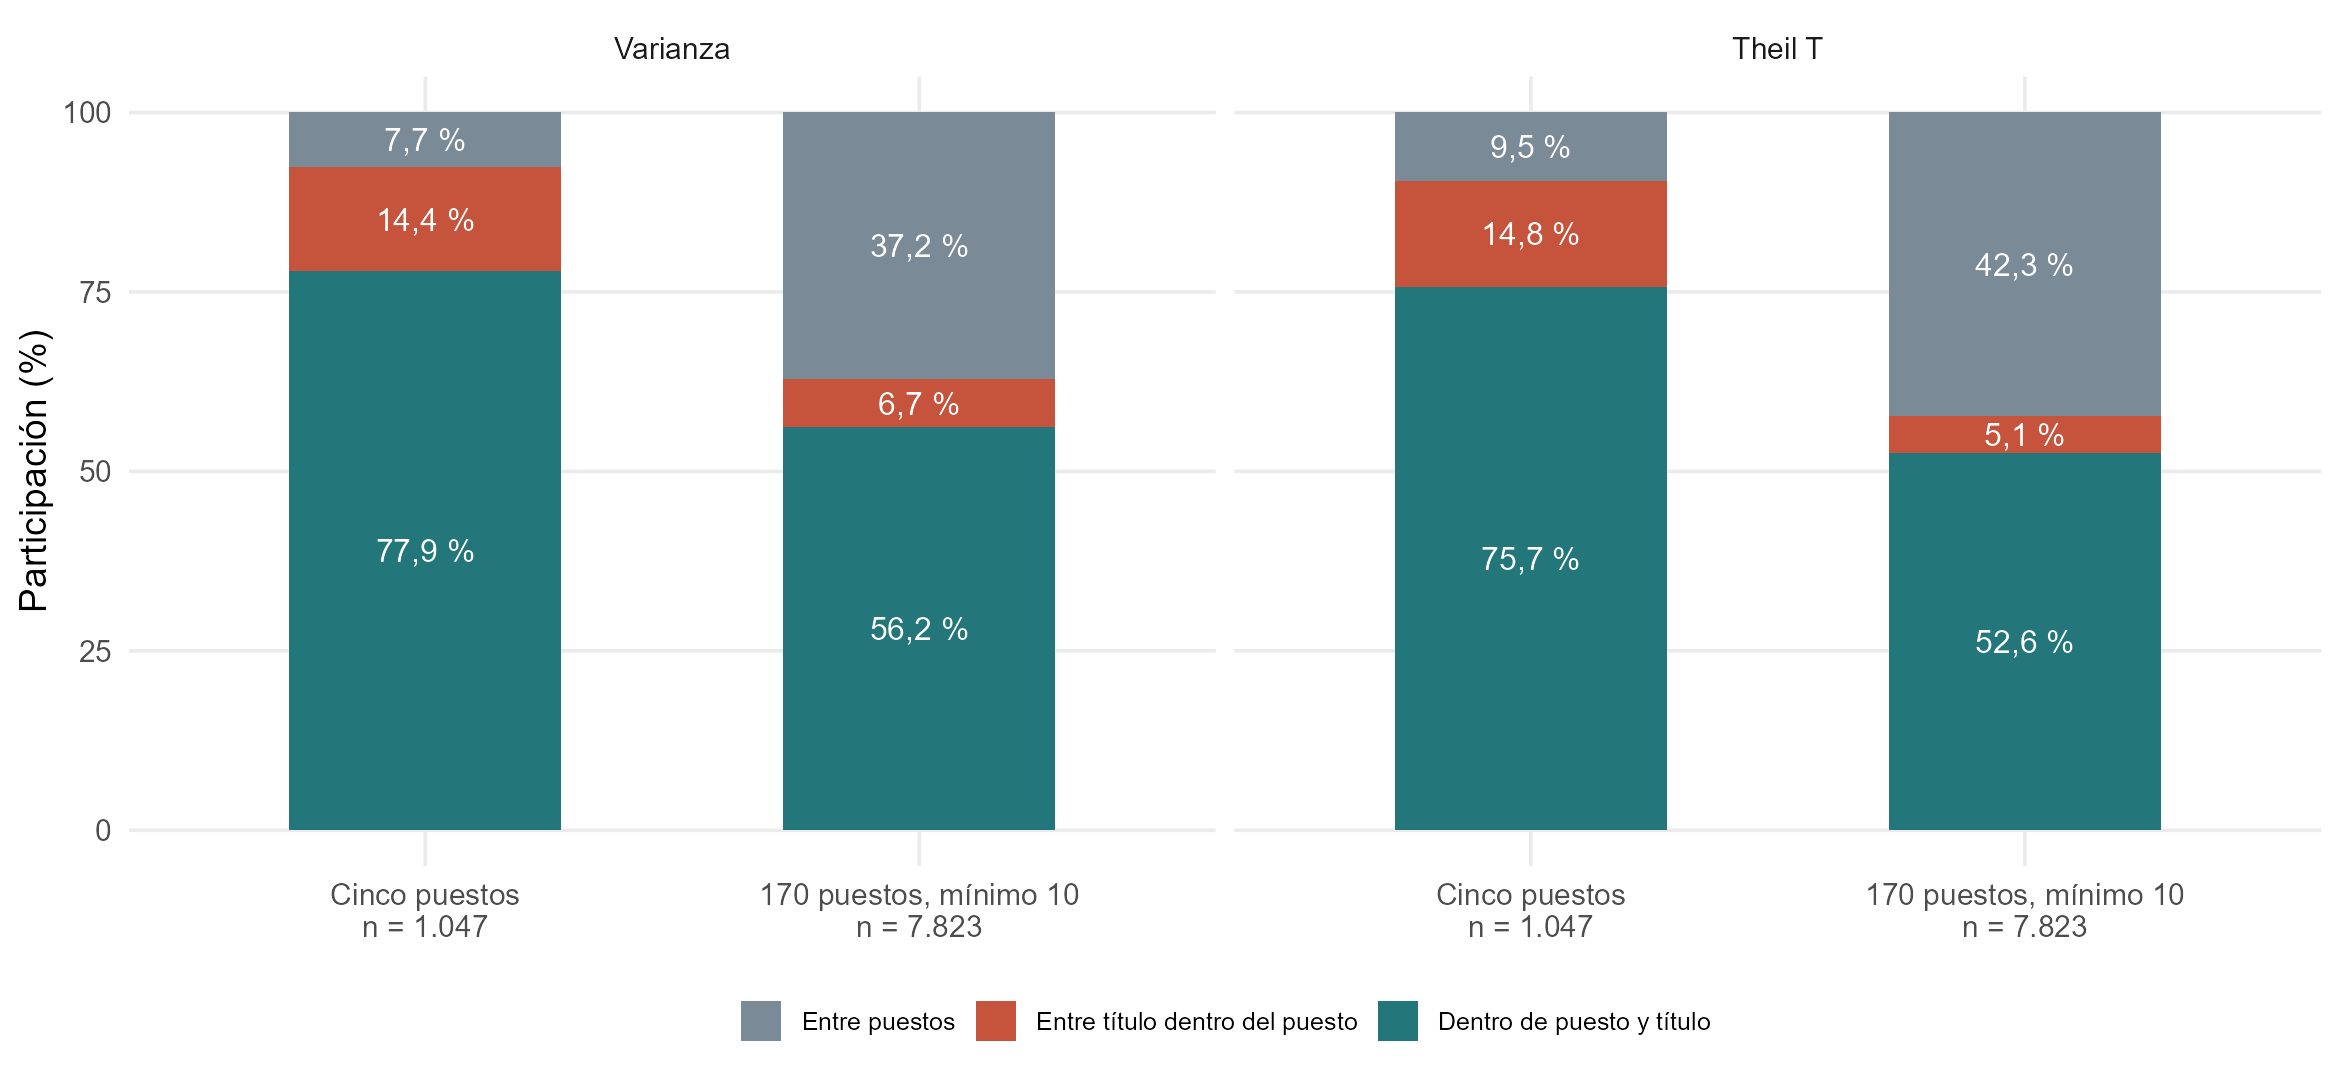 Varianza
Theil T
Participación (%)
100
75
50
25
0
7,7 %
14,4 %
77,9 %
37,2 %
6,7 %
56,2 %
9,5 %
14,8 %
75,7 %
42,3 %
5,1 %
52,6 %
Cinco puestos
n = 1.047
170 puestos, mínimo 10
n = 7.823
Cinco puestos
n = 1.047
170 puestos, mínimo 10
n = 7.823
Entre puestos
Entre título dentro del puesto
Dentro de puesto y título